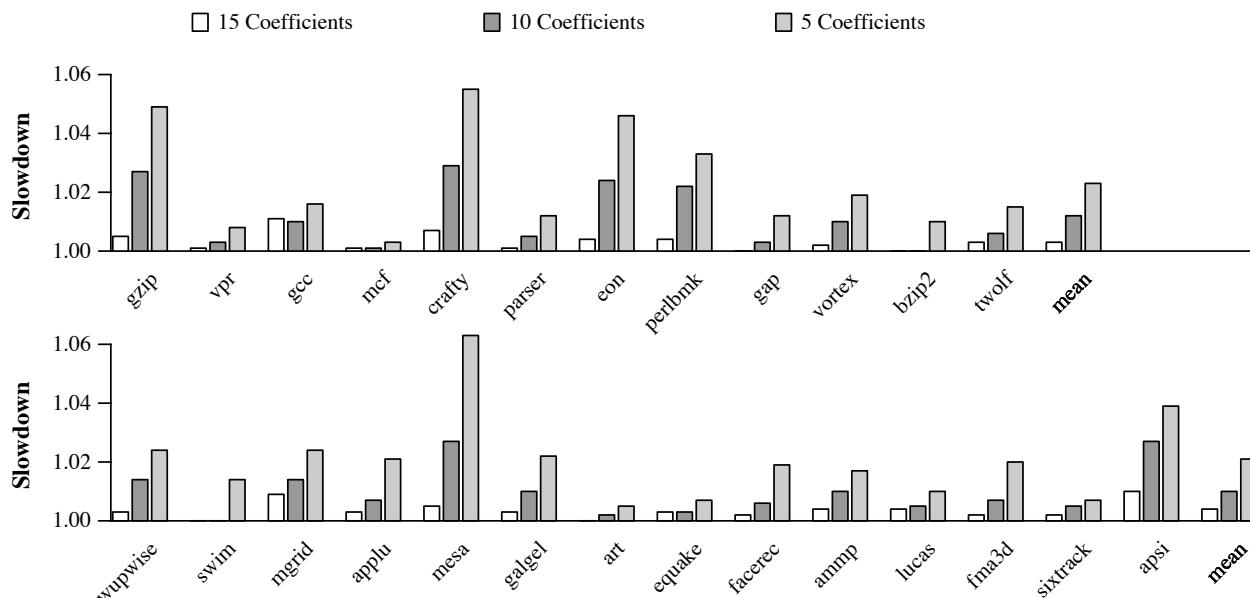 15 Coefficients 10 Coefficients 5 Coefficients
Slowdown
1.06
1.04
1.02
1.00
gzip vpr gcc mcf crafty parser eon perlbmk gap vortex bzip2 twolf mean
Slowdown
1.06
1.04
1.02
1.00
wupwise swim mgrid applu mesa galgel art equake facerec ammp lucas fma3d sixtrack apsi mean